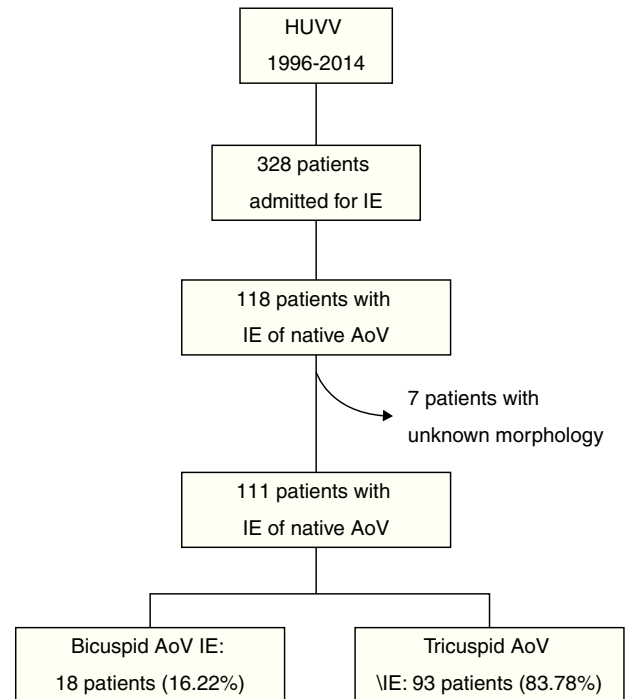 HUVV
1996-2014
328 patients
admitted for IE
118 patients with
IE of native AoV
7 patients with
unknown morphology
111 patients with
IE of native AoV
Bicuspid AoV IE:
18 patients (16.22%)
Tricuspid AoV
\IE: 93 patients (83.78%)